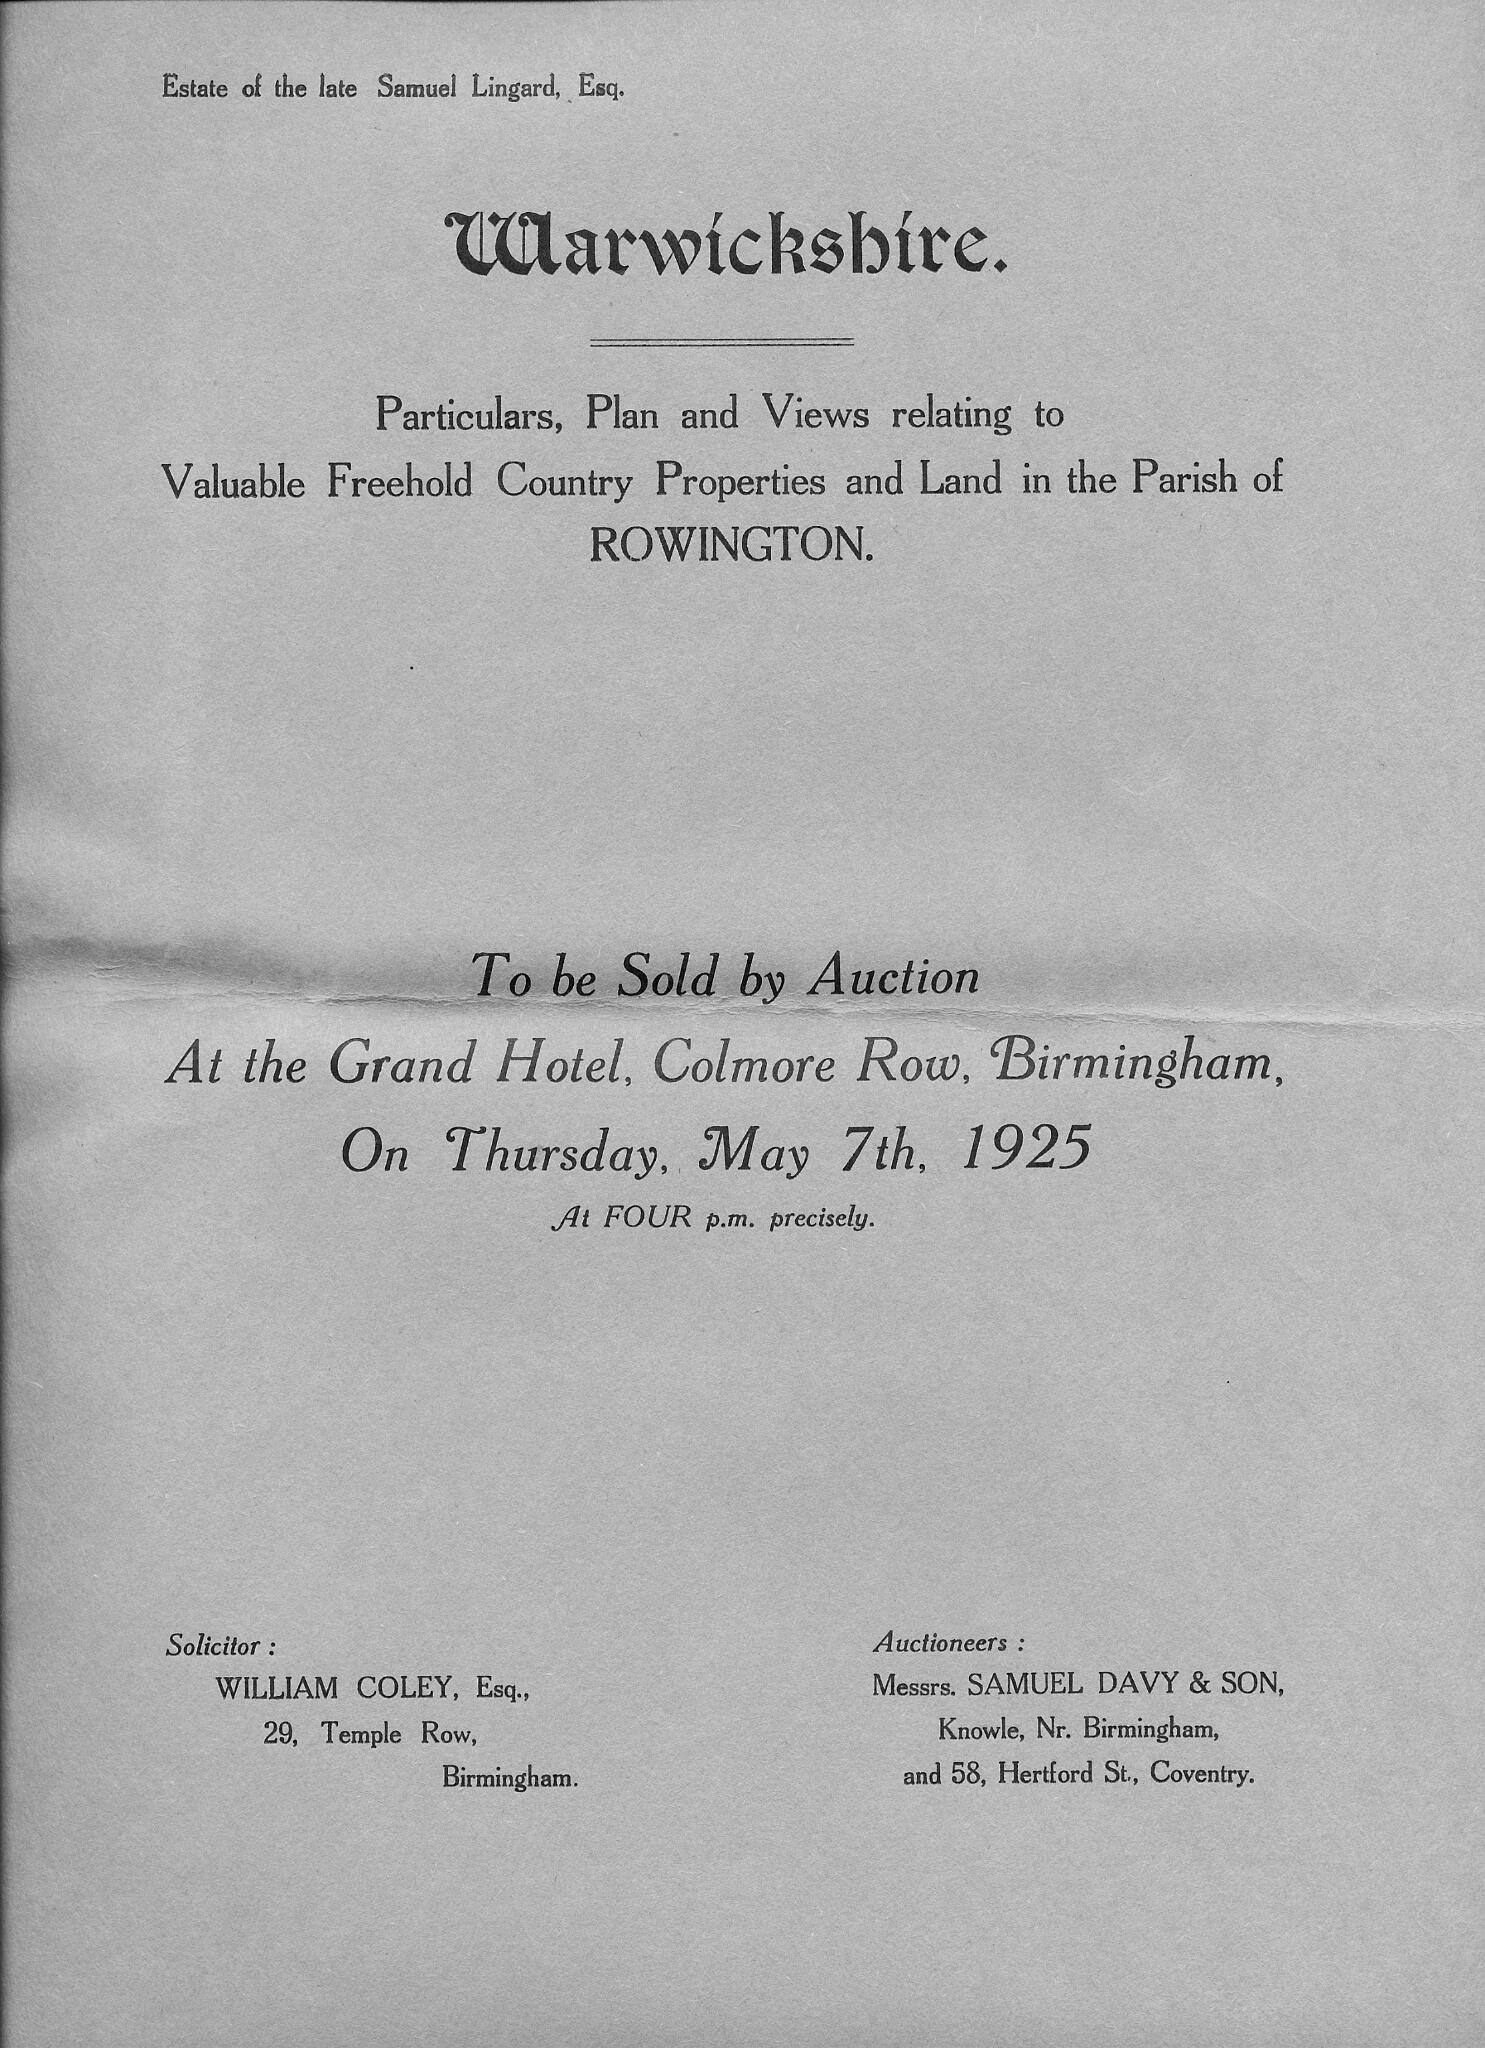 Estate of the late Samuel Lingard, Esq.
Warwickshire.
Particulars, Plan and Views relating to
Valuable Freehold Country Properties and Land in the Parish of
ROWINGTON.
To be Sold by Auction
At the Grand Hotel, Colmore Row, Birmingham,
On Thursday, May 7th, 1925
At FOUR p.m. precisely.
Solicitor :
WILLIAM COLEY, Esq.,
29, Temple Row,
Birmingham.
Auctioneers :
Messrs. SAMUEL DAVY & SON,
Knowle, Nr. Birmingham,
and 58, Hertford St., Coventry.